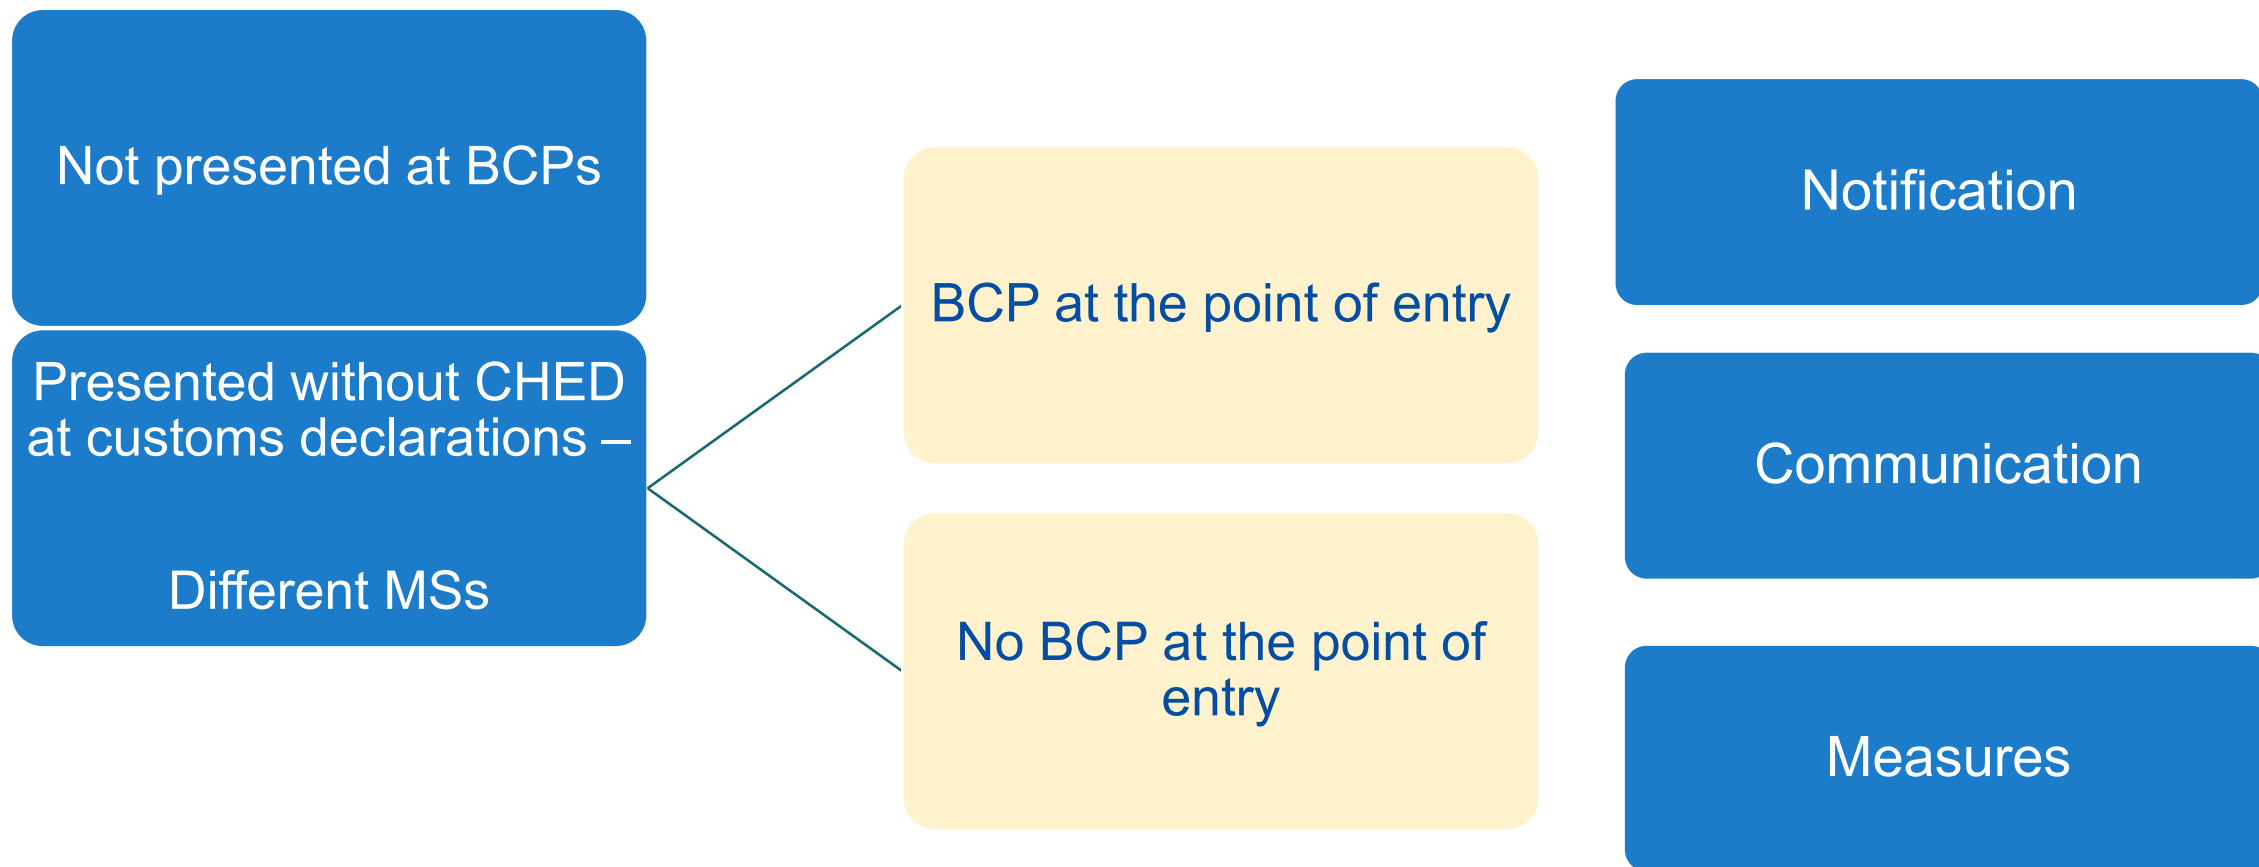 Not presented at BCPs
Presented without CHED
at customs declarations –
Different MSs
BCP at the point of entry
No BCP at the point of
entry
Notification
Communication
Measures